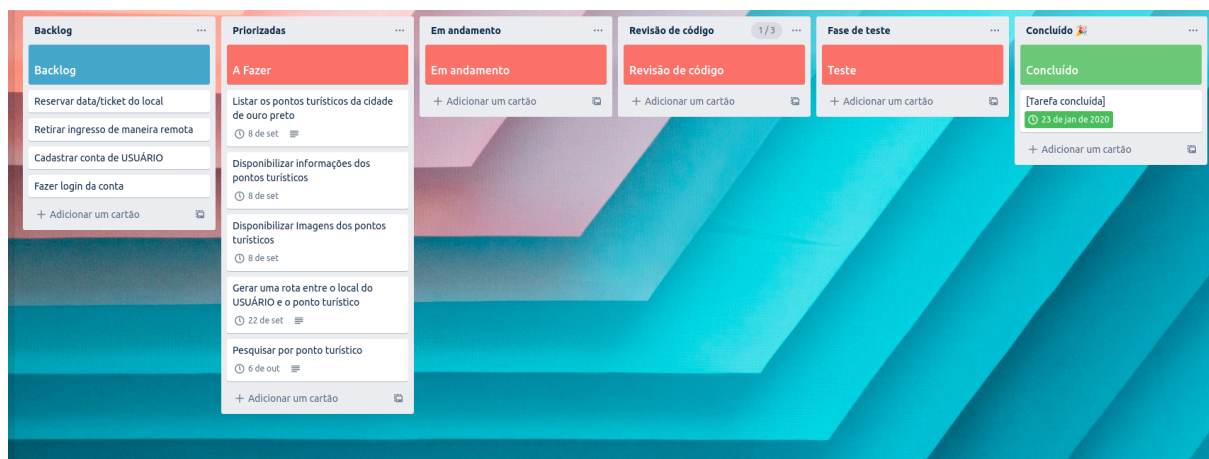 Backlog
Backlog
Reservar data/ticket do local
Retirar ingresso de maneira remota
Cadastrar conta de USUÁRIO
Fazer login da conta
+ Adicionar um cartão
Priorizadas
A Fazer
Listar os pontos turísticos da cidade
de ouro preto
8 de set
Disponibilizar informações dos
pontos turísticos
8 de set
Disponibilizar Imagens dos pontos
turísticos
8 de set
Gerar uma rota entre o local do
USUÁRIO e o ponto turístico
22 de set
Pesquisar por ponto turístico
6 de out
+ Adicionar um cartão
Em andamento
Em andamento
+ Adicionar um cartão
Revisão de código 1/3
Revisão de código
+ Adicionar um cartão
Fase de teste
Teste
+ Adicionar um cartão
Concluído 🎉
Concluído
[Tarefa concluída]
23 de jan de 2020
+ Adicionar um cartão